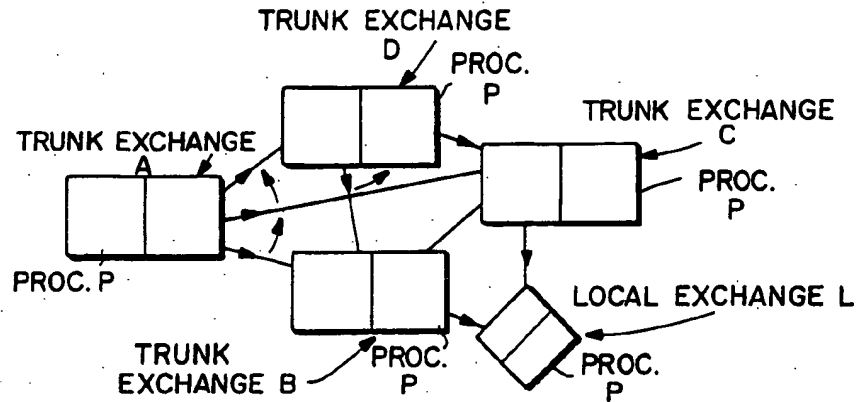 TRUNK EXCHANGE
D
PROC.
P
TRUNK EXCHANGE
C
TRUNK EXCHANGE
A
PROC.
P
PROC. P
LOCAL EXCHANGE L
TRUNK
EXCHANGE B
PROC.
P
PROC.
P